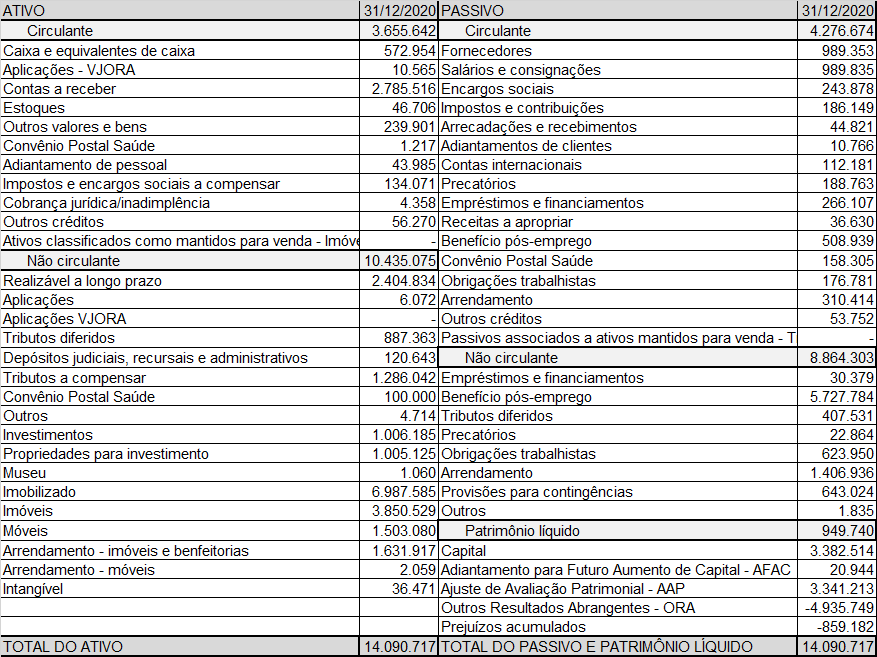 ATIVO 31/12/2020 PASSIVO 31/12/2020
Circulante 3.655.642 Circulante 4.276.674
Caixa e equivalentes de caixa 572.954 Fornecedores 989.353
Aplicações - VJORA 10.565 Salários e consignações 989.835
Contas a receber 2.785.516 Encargos sociais 243.878
Estoques 46.706 Impostos e contribuições 186.149
Outros valores e bens 239.901 Arrecadações e recebimentos 44.821
Convênio Postal Saúde 1.217 Adiantamentos de clientes 10.766
Adiantamento de pessoal 43.985 Contas internacionais 112.181
Impostos e encargos sociais a compensar 134.071 Precatórios 188.763
Cobrança jurídica/inadimplência 4.358 Empréstimos e financiamentos 266.107
Outros créditos 56.270 Receitas a apropriar 36.630
Ativos classificados como mantidos para venda - Imóve - Benefício pós-emprego 508.939
Não circulante 10.435.075 Convênio Postal Saúde 158.305
Realizável a longo prazo 2.404.834 Obrigações trabalhistas 176.781
Aplicações 6.072 Arrendamento 310.414
Aplicações VJORA - Outros créditos 53.752
Tributos diferidos 887.363 Passivos associados a ativos mantidos para venda - T -
Depósitos judiciais, recursais e administrativos 120.643 Não circulante 8.864.303
Tributos a compensar 1.286.042 Empréstimos e financiamentos 30.379
Convênio Postal Saúde 100.000 Benefício pós-emprego 5.727.784
Outros 4.714 Tributos diferidos 407.531
Investimentos 1.006.185 Precatórios 22.864
Propriedades para investimento 1.005.125 Obrigações trabalhistas 623.950
Museu 1.060 Arrendamento 1.406.936
Imobilizado 6.987.585 Provisões para contingências 643.024
Imóveis 3.850.529 Outros 1.835
Móveis 1.503.080 Patrimônio líquido 949.740
Arrendamento - imóveis e benfeitorias 1.631.917 Capital 3.382.514
Arrendamento - móveis 2.059 Adiantamento para Futuro Aumento de Capital - AFAC 20.944
Intangível 36.471 Ajuste de Avaliação Patrimonial - AAP 3.341.213
Outros Resultados Abrangentes - ORA -4.935.749
Prejuízos acumulados -859.182
TOTAL DO ATIVO 14.090.717 TOTAL DO PASSIVO E PATRIMÔNIO LÍQUIDO 14.090.717